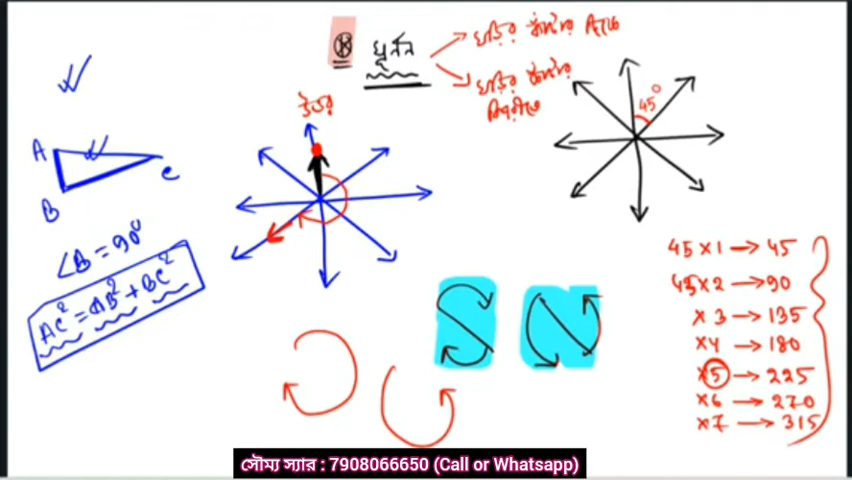 ঘূর্ণন
ঘড়ির কাঁটার দিকে
ঘড়ির কাঁটার
বিপরীতে
উত্তর
45°
A
B
C
∠B = 90°
AC² = AB² + BC²
45 × 1 → 45
45 × 2 → 90
× 3 → 135
× 4 → 180
× 5 → 225
× 6 → 270
× 7 → 315
সৌম্য স্যার : 7908066650 (Call or Whatsapp)